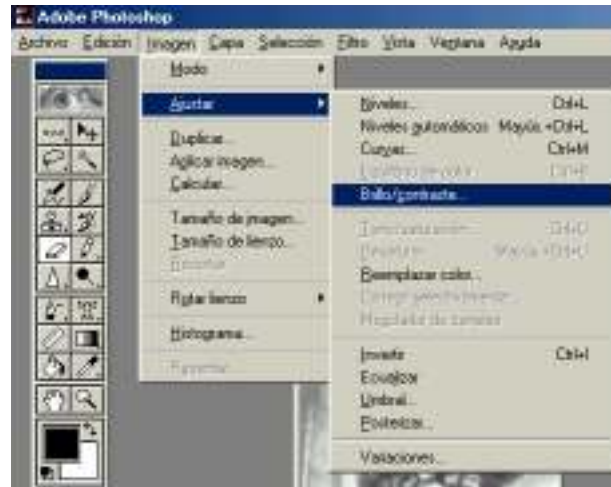 Adobe Photoshop
Archivo Edición Imagen Capa Selección Filtro Vista Ventana Ayuda
Modo
Ajustar
Duplicar...
Aplicar imagen...
Calcular...
Tamaño de imagen...
Tamaño de lienzo...
Rotar lienzo
Histograma...
Niveles... Ctrl+L
Niveles automáticos Mayús.+Ctrl+L
Curvas... Ctrl+M
Brillo/contraste...
Reemplazar color...
Invertir Ctrl+I
Ecualizar
Umbral...
Posterizar...
Variaciones...